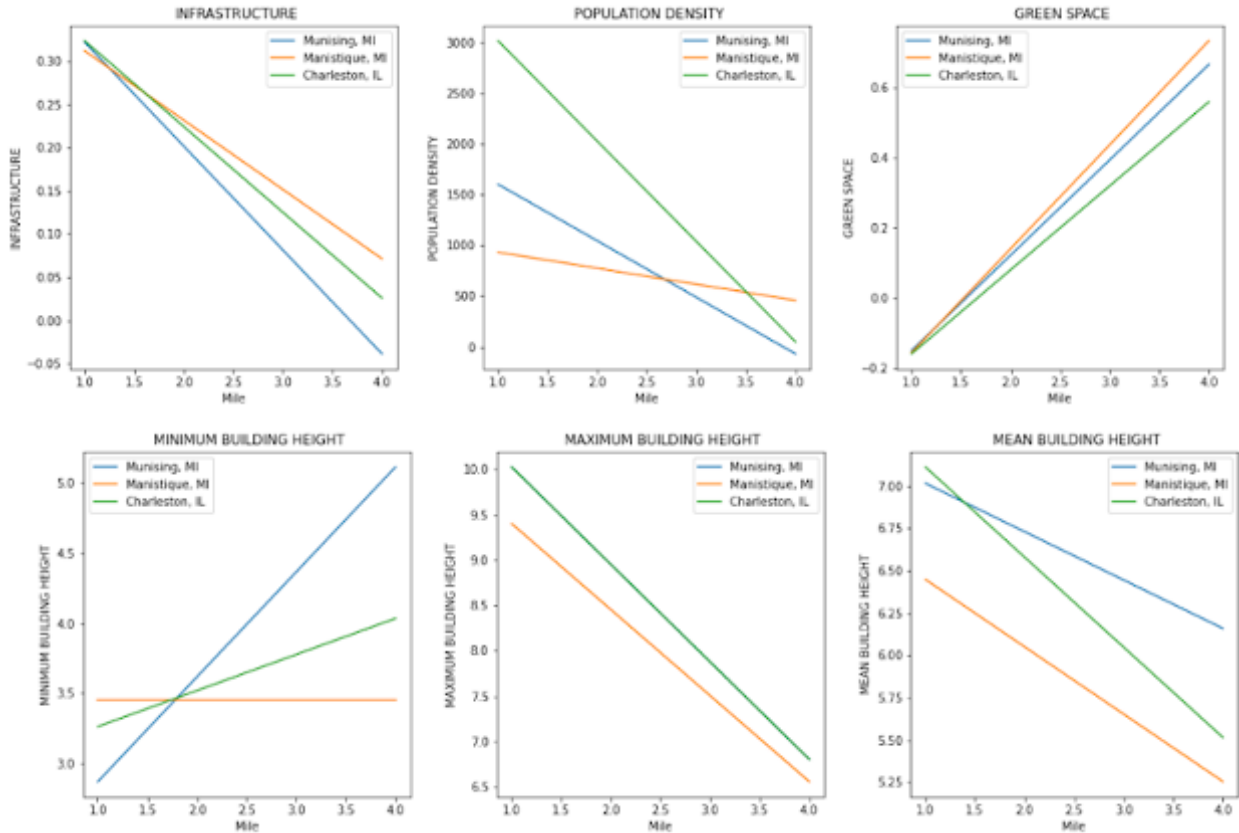 INFRASTRUCTURE
Munising, MI
Manistique, MI
Charleston, IL
0.30
0.25
0.20
0.15
0.10
0.05
0.00
−0.05
INFRASTRUCTURE
1.0 1.5 2.0 2.5 3.0 3.5 4.0
Mile
POPULATION DENSITY
Munising, MI
Manistique, MI
Charleston, IL
3000
2500
2000
1500
1000
500
0
POPULATION DENSITY
1.0 1.5 2.0 2.5 3.0 3.5 4.0
Mile
GREEN SPACE
Munising, MI
Manistique, MI
Charleston, IL
0.6
0.4
0.2
0.0
−0.2
GREEN SPACE
1.0 1.5 2.0 2.5 3.0 3.5 4.0
Mile
MINIMUM BUILDING HEIGHT
Munising, MI
Manistique, MI
Charleston, IL
5.0
4.5
4.0
3.5
3.0
MINIMUM BUILDING HEIGHT
1.0 1.5 2.0 2.5 3.0 3.5 4.0
Mile
MAXIMUM BUILDING HEIGHT
Munising, MI
Manistique, MI
Charleston, IL
10.0
9.5
9.0
8.5
8.0
7.5
7.0
6.5
MAXIMUM BUILDING HEIGHT
1.0 1.5 2.0 2.5 3.0 3.5 4.0
Mile
MEAN BUILDING HEIGHT
Munising, MI
Manistique, MI
Charleston, IL
7.00
6.75
6.50
6.25
6.00
5.75
5.50
5.25
MEAN BUILDING HEIGHT
1.0 1.5 2.0 2.5 3.0 3.5 4.0
Mile